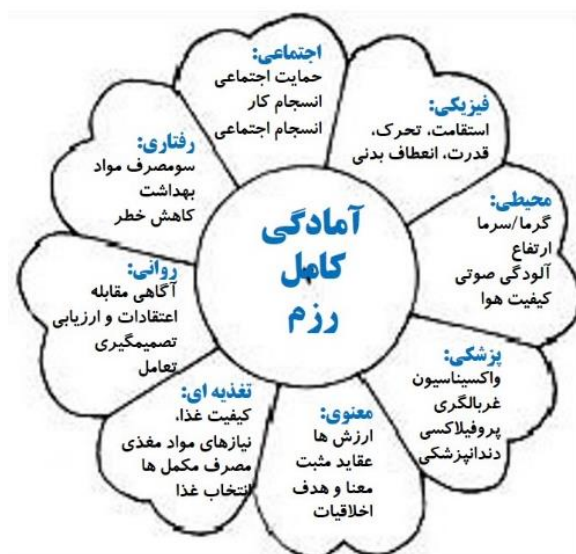 آمادگی
کامل
رزم
اجتماعی:
حمایت اجتماعی
انسجام کار
انسجام اجتماعی
فیزیکی:
استقامت، تحرک،
قدرت، انعطاف بدنی
محیطی:
گرما/سرما
ارتفاع
آلودگی صوتی
کیفیت هوا
پزشکی:
واکسیناسیون
غربالگری
پروفیلاکسی
دندانپزشکی
معنوی:
ارزش ها
عقاید مثبت
معنا و هدف
اخلاقیات
تغذیه ای:
کیفیت غذا،
نیازهای مواد مغذی
مصرف مکمل ها
انتخاب غذا
روانی:
آگاهی مقابله
اعتقادات و ارزیابی
تصمیمگیری
تعامل
رفتاری:
سومصرف مواد
بهداشت
کاهش خطر